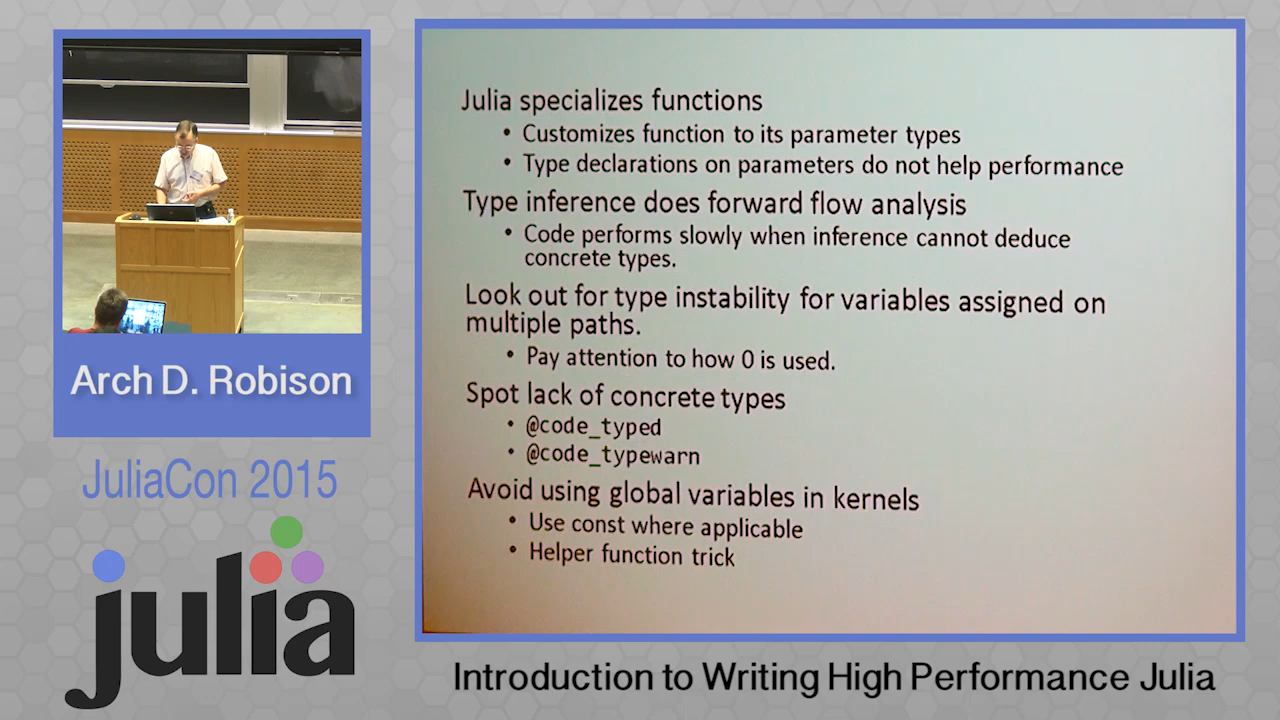 Julia specializes functions
• Customizes function to its parameter types
• Type declarations on parameters do not help performance
Type inference does forward flow analysis
• Code performs slowly when inference cannot deduce
concrete types.
Look out for type instability for variables assigned on
multiple paths.
• Pay attention to how 0 is used.
Spot lack of concrete types
• @code_typed
• @code_typewarn
Avoid using global variables in kernels
• Use const where applicable
• Helper function trick
Arch D. Robison
JuliaCon 2015
julia
Introduction to Writing High Performance Julia